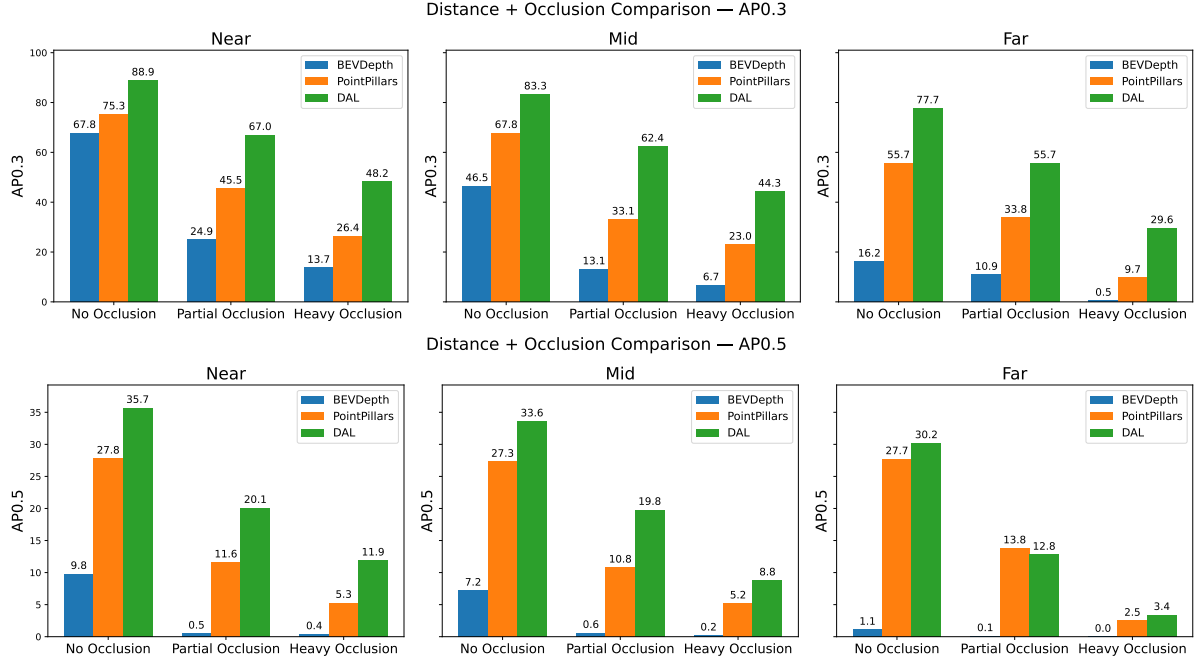 Distance + Occlusion Comparison — AP0.3
Near
AP0.3
100
80
60
40
20
0
BEVDepth
PointPillars
DAL
67.8
75.3
88.9
24.9
45.5
67.0
13.7
26.4
48.2
No Occlusion
Partial Occlusion
Heavy Occlusion
Mid
AP0.3
BEVDepth
PointPillars
DAL
46.5
67.8
83.3
13.1
33.1
62.4
6.7
23.0
44.3
No Occlusion
Partial Occlusion
Heavy Occlusion
Far
AP0.3
BEVDepth
PointPillars
DAL
16.2
55.7
77.7
10.9
33.8
55.7
0.5
9.7
29.6
No Occlusion
Partial Occlusion
Heavy Occlusion
Distance + Occlusion Comparison — AP0.5
Near
AP0.5
35
30
25
20
15
10
5
0
BEVDepth
PointPillars
DAL
9.8
27.8
35.7
0.5
11.6
20.1
0.4
5.3
11.9
No Occlusion
Partial Occlusion
Heavy Occlusion
Mid
AP0.5
BEVDepth
PointPillars
DAL
7.2
27.3
33.6
0.6
10.8
19.8
0.2
5.2
8.8
No Occlusion
Partial Occlusion
Heavy Occlusion
Far
AP0.5
BEVDepth
PointPillars
DAL
1.1
27.7
30.2
0.1
13.8
12.8
0.0
2.5
3.4
No Occlusion
Partial Occlusion
Heavy Occlusion